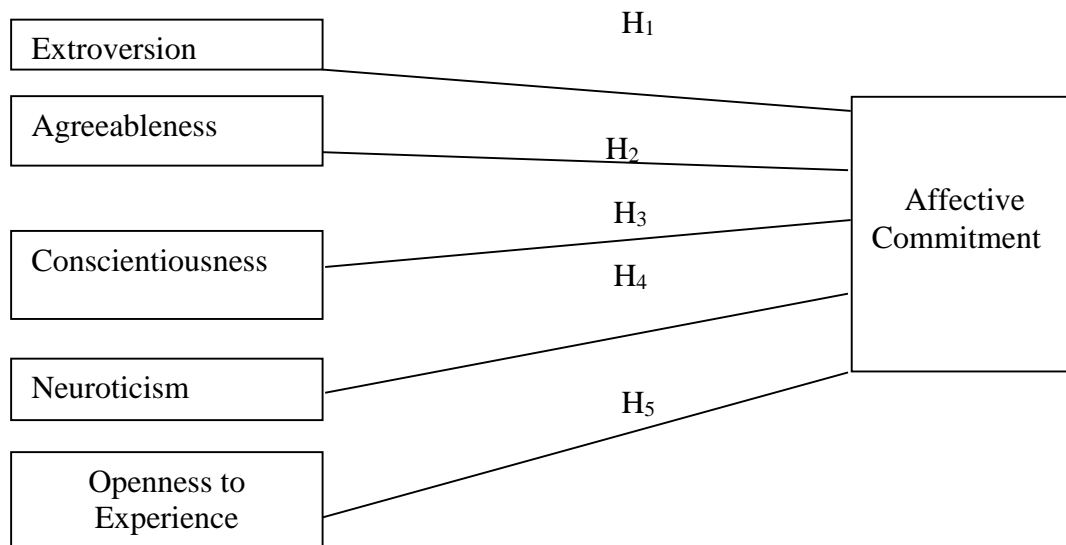 H1
Extroversion
Agreeableness
H2
Affective
Commitment
H3
Conscientiousness
H4
Neuroticism
H5
Openness to
Experience